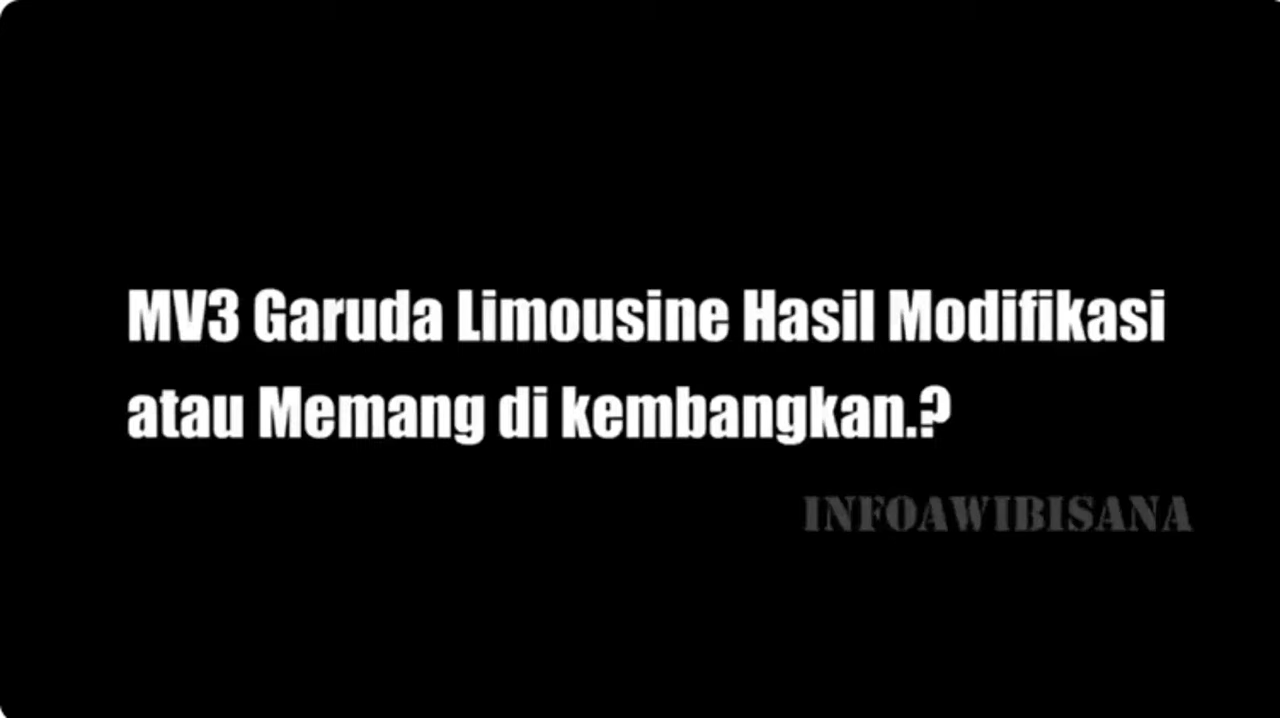 MV3 Garuda Limousine Hasil Modifikasi
atau Memang di kembangkan.?
INFOAWIBISANA